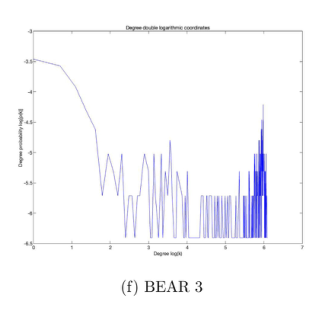 Degree double logarithmic coordinates
Degree probability log[p(k)]
-3
-3.5
-4
-4.5
-5
-5.5
-6
-6.5
0 1 2 3 4 5 6 7
Degree log(k)
(f) BEAR 3